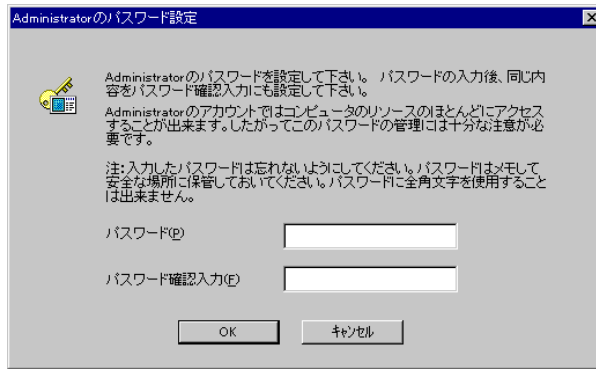 Administratorのパスワード設定
Administratorのパスワードを設定して下さい。 パスワードの入力後、同じ内
容をパスワード確認入力にも設定して下さい。
Administratorのアカウントではコンピュータのリソースのほとんどにアクセス
することが出来ます。したがってこのパスワードの管理には十分な注意が必
要です。
注:入力したパスワードは忘れないようにしてください。パスワードはメモして
安全な場所に保管しておいてください。パスワードに全角文字を使用すること
は出来ません。
パスワード(P)
パスワード確認入力(F)
OK キャンセル